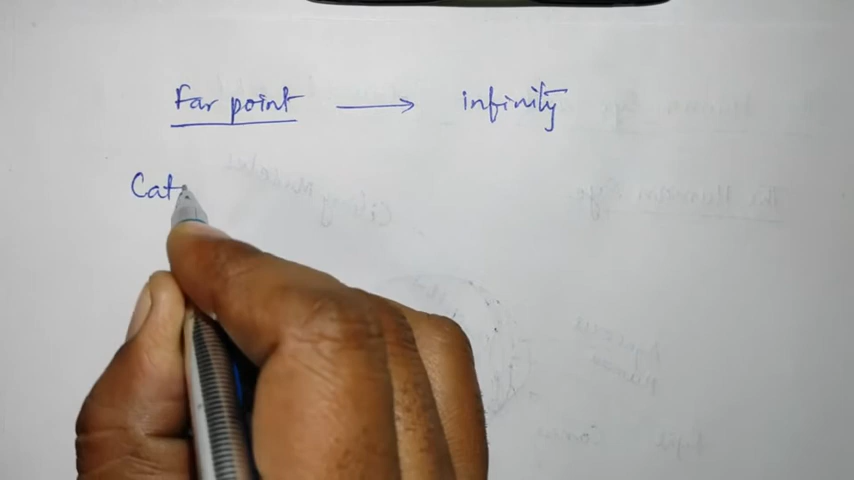 Far point → infinity
Cat